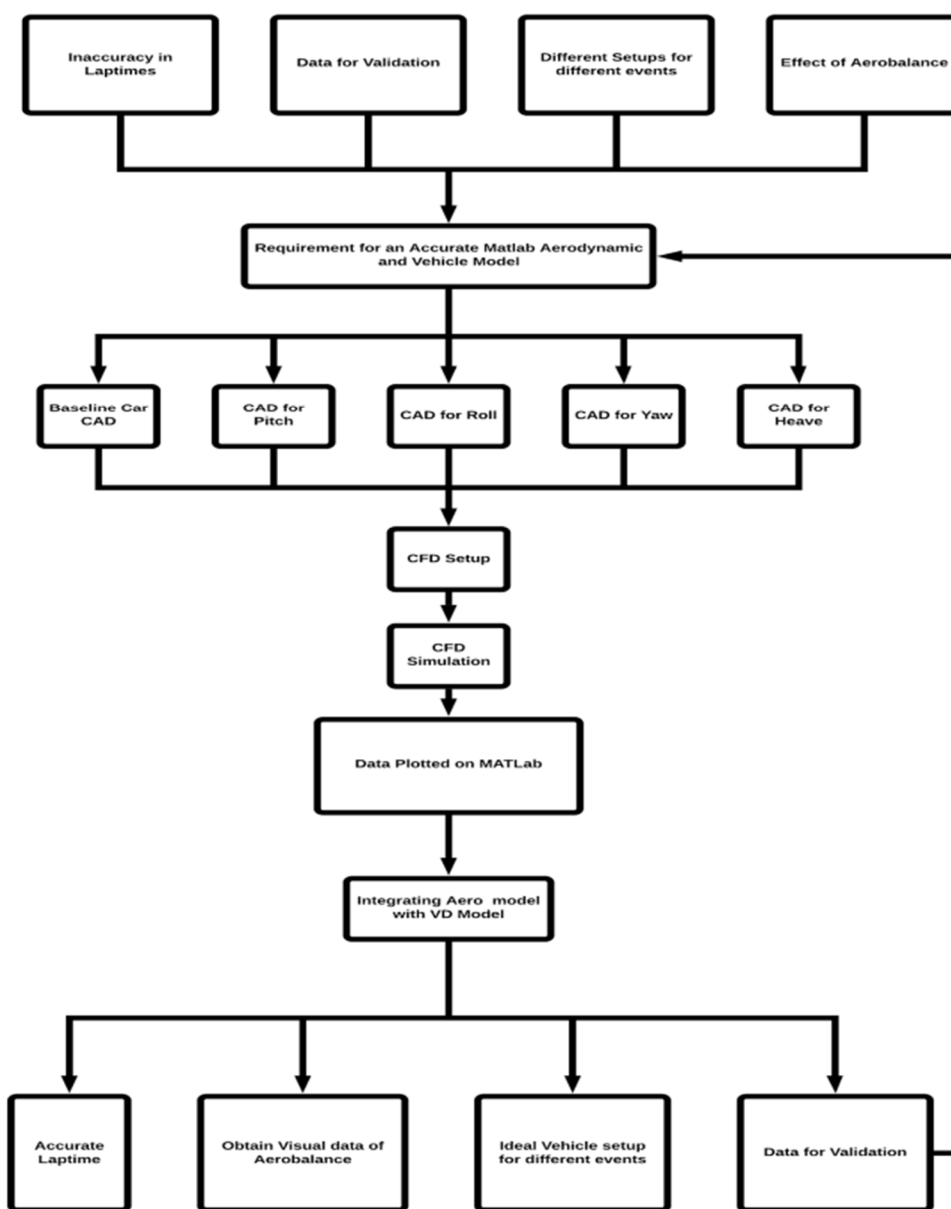 Inaccuracy in
Laptimes
Data for Validation
Different Setups for
different events
Effect of Aerobalance
Requirement for an Accurate Matlab Aerodynamic
and Vehicle Model
Baseline Car
CAD
CAD for
Pitch
CAD for Roll
CAD for Yaw
CAD for
Heave
CFD Setup
CFD
Simulation
Data Plotted on MATLab
Integrating Aero model
with VD Model
Accurate
Laptime
Obtain Visual data of
Aerobalance
Ideal Vehicle setup
for different events
Data for Validation